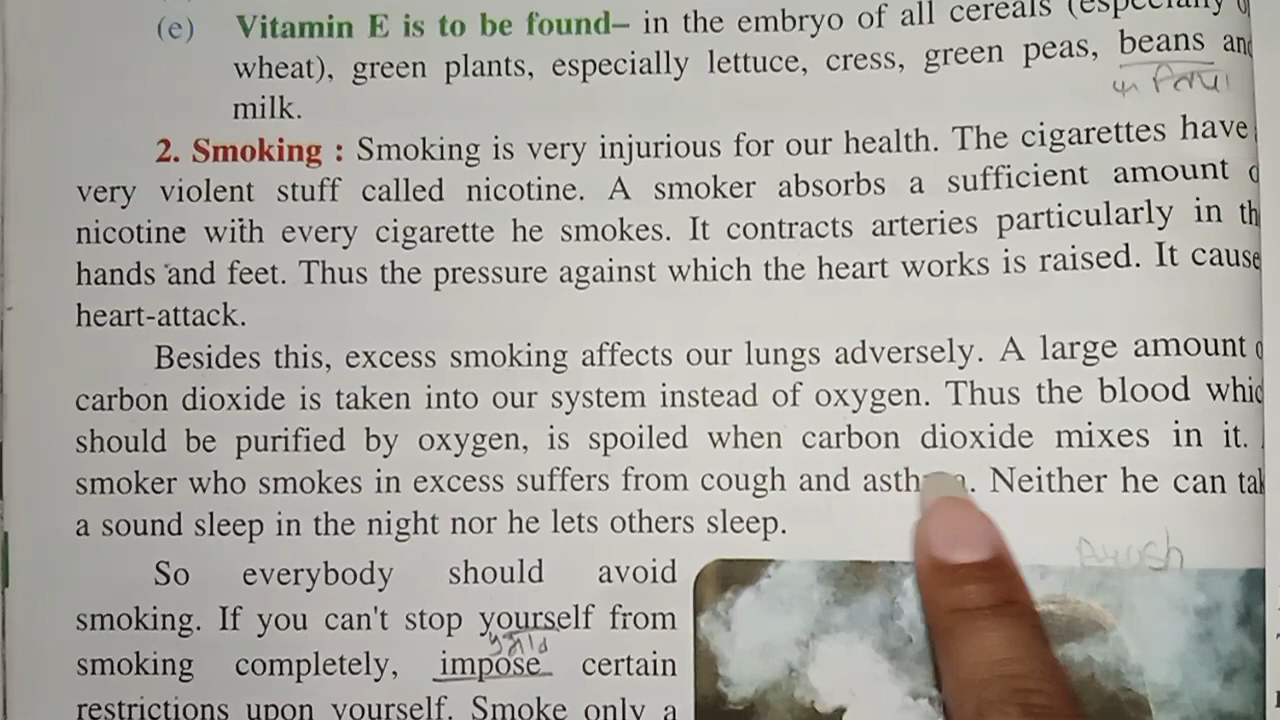 (e) Vitamin E is to be found– in the embryo of all cereals (especially
wheat), green plants, especially lettuce, cress, green peas, beans and
milk.
2. Smoking : Smoking is very injurious for our health. The cigarettes have
very violent stuff called nicotine. A smoker absorbs a sufficient amount
nicotine with every cigarette he smokes. It contracts arteries particularly in
hands and feet. Thus the pressure against which the heart works is raised. It cause
heart-attack.
Besides this, excess smoking affects our lungs adversely. A large amount
carbon dioxide is taken into our system instead of oxygen. Thus the blood
should be purified by oxygen, is spoiled when carbon dioxide mixes in it.
smoker who smokes in excess suffers from cough and Neither he can
a sound sleep in the night nor he lets others sleep.
Ayush
So everybody should avoid
smoking. If you can't stop yourself from
smoking completely, impose certain
restrictions upon yourself. Smoke only a